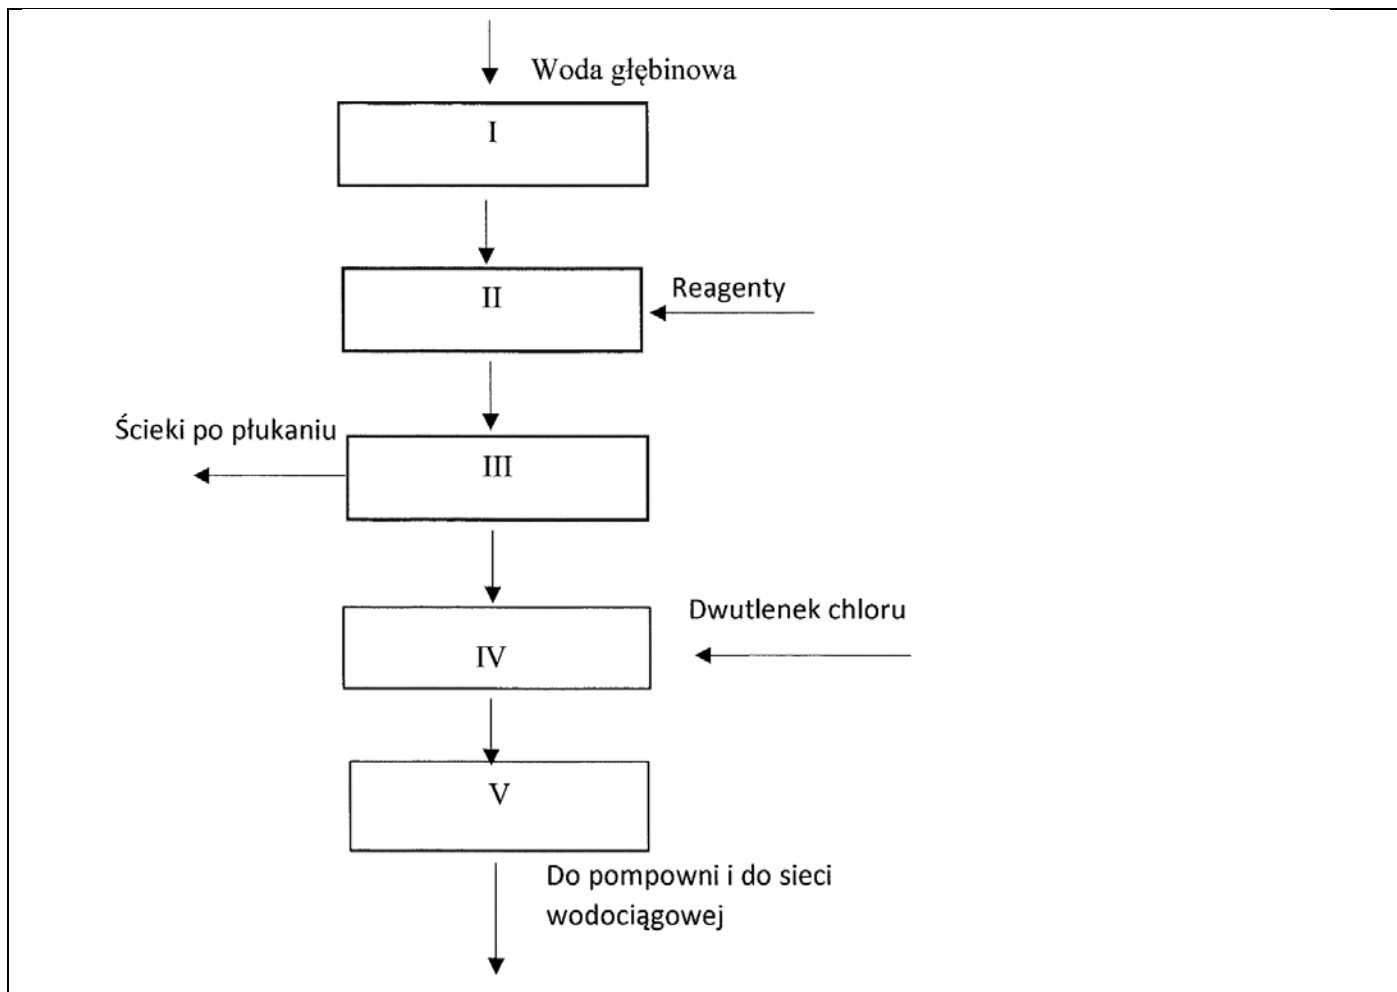 Woda głębinowa
I
II
Reagenty
Ścieki po płukaniu
III
Dwutlenek chloru
IV
V
Do pompowni i do sieci
wodociągowej